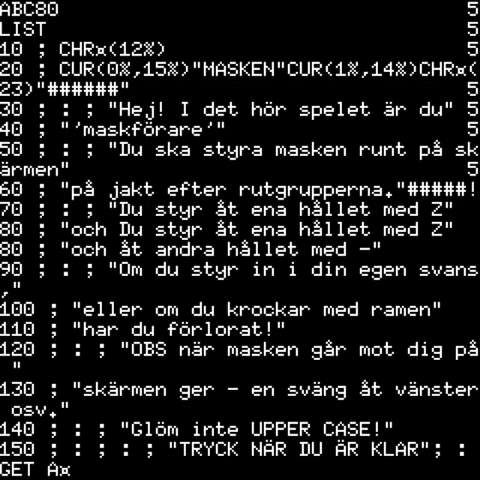 ABC80 5
LIST 5
10 ; CHR¤(12%) 5
20 ; CUR(0%,15%)"MASKEN"CUR(1%,14%)CHR¤(
23)"######" 5
30 ; : ; "Hej! I det hör spelet är du" 5
40 ; "'maskförare'" 5
50 ; : ; "Du ska styra masken runt på sk
ärmen" 5
60 ; "på jakt efter rutgrupperna."#####!
70 ; : ; "Du styr åt ena hållet med Z"
80 ; "och Du styr åt ena hållet med Z"
80 ; "och åt andra hållet med -"
90 ; : ; "Om du styr in i din egen svans
,"
100 ; "eller om du krockar med ramen"
110 ; "har du förlorat!"
120 ; : ; "OBS när masken går mot dig på
"
130 ; "skärmen ger - en sväng åt vänster
osv."
140 ; : ; "Glöm inte UPPER CASE!"
150 ; : ; : ; "TRYCK NÄR DU ÄR KLAR"; :
GET A¤